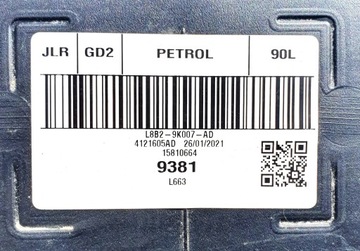 JLR GD2 PETROL 90L
L8B2-9K007-AD
4121605AD 26/01/2021
15810664
9381
L663